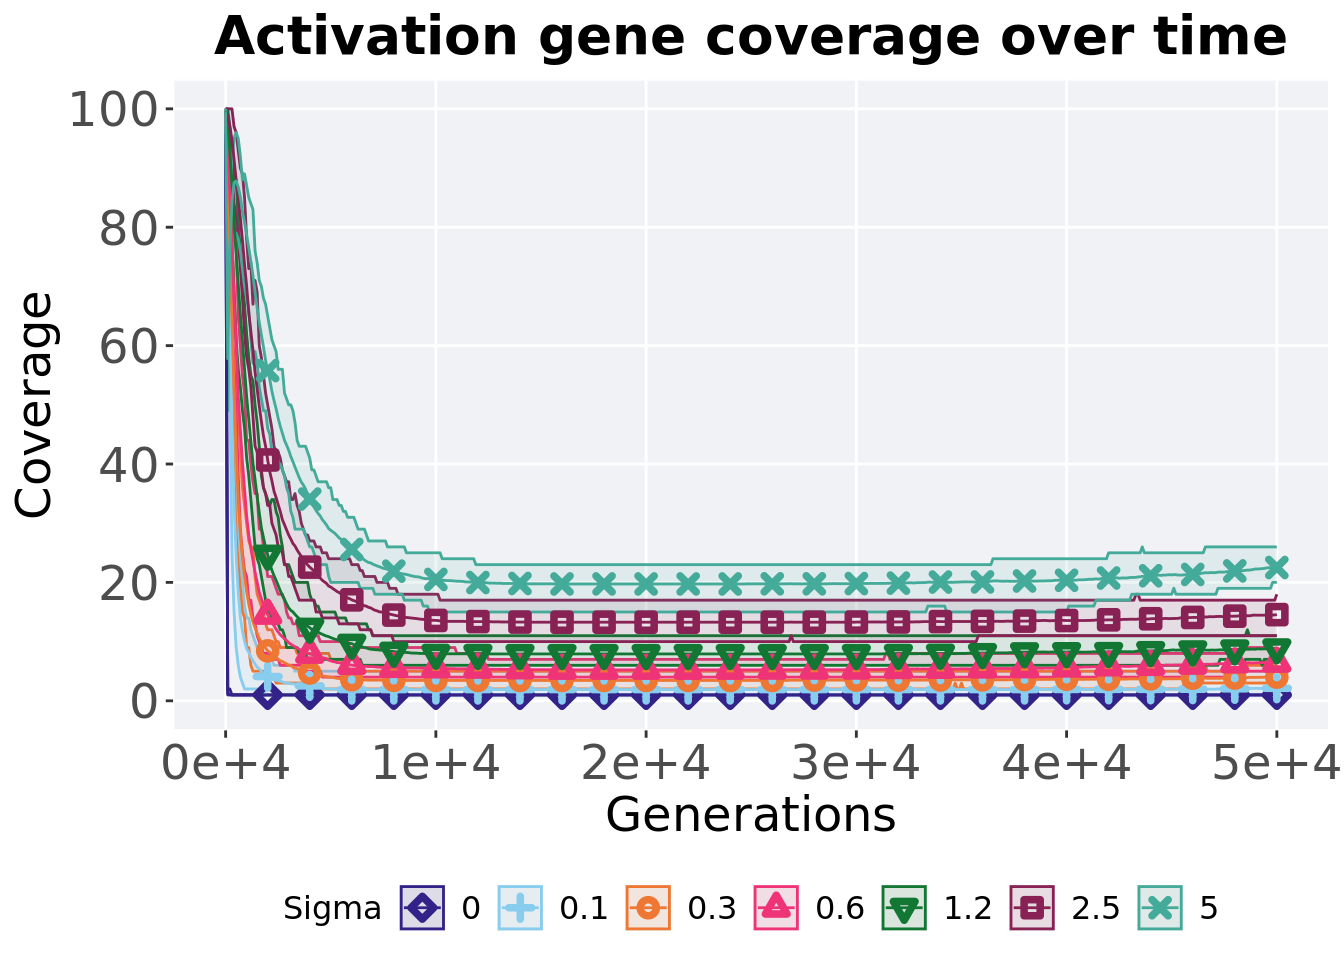 Activation gene coverage over time
Coverage
100
80
60
40
20
0
0e+4 1e+4 2e+4 3e+4 4e+4 5e+4
Generations
Sigma 0 0.1 0.3 0.6 1.2 2.5 5